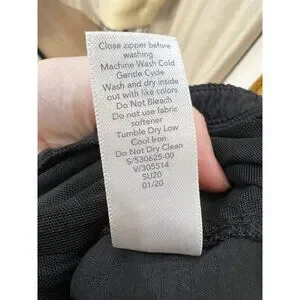 Close zipper before
washing
Machine Wash Cold
Gentle Cycle
Wash and dry inside
out with like colors
Do Not Bleach
Do not use fabric
softener
Tumble Dry Low
Cool Iron
Do Not Dry Clean
S/S30625-00
V/305514
SU20
01/20